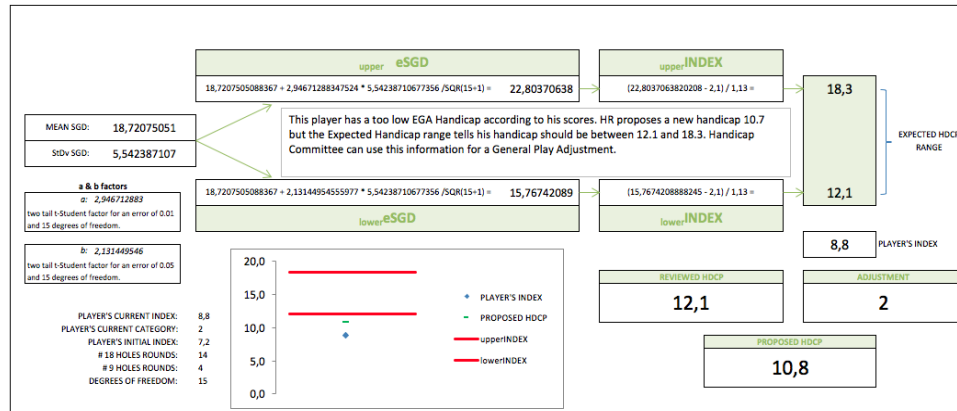 upper eSGD
upperINDEX
18,7207505088367 + 2,94671288347524 * 5,54238710677356 /SQR(15+1) = 22,80370638
(22,8037063820208 - 2,1) / 1,13 =
18,3
MEAN SGD: 18,72075051
StDv SGD: 5,542387107
This player has a too low EGA Handicap according to his scores. HR proposes a new handicap 10.7
but the Expected Handicap range tells his handicap should be between 12.1 and 18.3. Handicap
Committee can use this information for a General Play Adjustment.
EXPECTED HDCP
RANGE
18,7207505088367 + 2,13144954555977 * 5,54238710677356 /SQR(15+1) = 15,76742089
(15,7674208888245 - 2,1) / 1,13 =
12,1
lowereSGD
lowerINDEX
a & b factors
a: 2,946712883
two tail t-Student factor for an error of 0.01
and 15 degrees of freedom.
b: 2,131449546
two tail t-Student factor for an error of 0.05
and 15 degrees of freedom.
8,8 PLAYER'S INDEX
REVIEWED HDCP
12,1
ADJUSTMENT
2
PROPOSED HDCP
10,8
20,0
15,0
10,0
5,0
0,0
PLAYER'S INDEX
PROPOSED HDCP
upperINDEX
lowerINDEX
PLAYER'S CURRENT INDEX: 8,8
PLAYER'S CURRENT CATEGORY: 2
PLAYER'S INITIAL INDEX: 7,2
# 18 HOLES ROUNDS: 14
# 9 HOLES ROUNDS: 4
DEGREES OF FREEDOM: 15